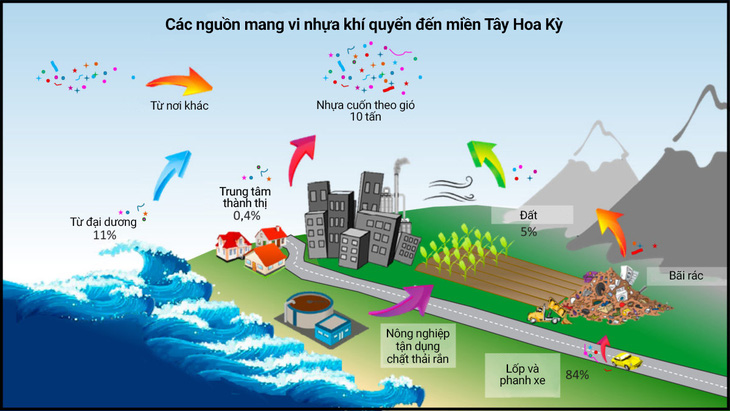 Các nguồn mang vi nhựa khí quyển đến miền Tây Hoa Kỳ
Từ nơi khác
Nhựa cuốn theo gió
10 tấn
Từ đại dương
11%
Trung tâm
thành thị
0,4%
Đất
5%
Bãi rác
Nông nghiệp
tận dụng
chất thải rắn
Lốp và
phanh xe
84%